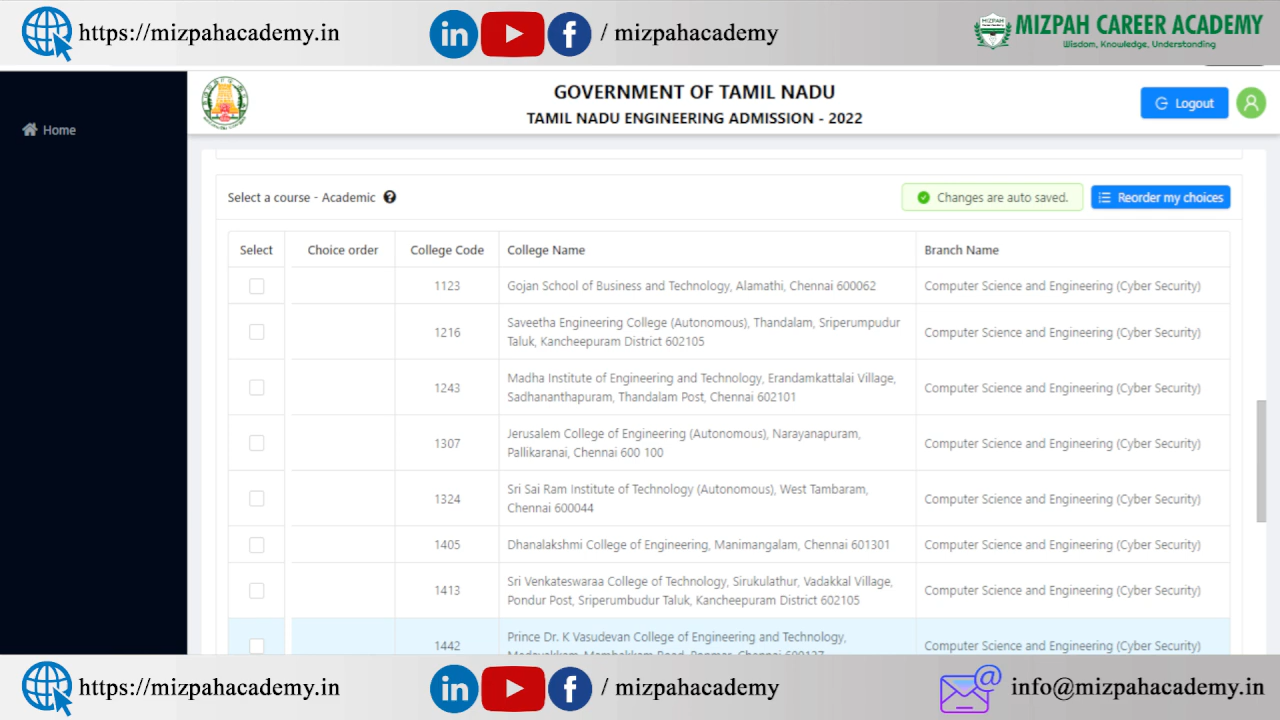 https://mizpahacademy.in
in
f
/ mizpahacademy
MIZPAH
MIZPAH CAREER ACADEMY
Wisdom, Knowledge, Understanding
GOVERNMENT OF TAMIL NADU
TAMIL NADU ENGINEERING ADMISSION - 2022
Logout
Home
Select a course - Academic ?
Changes are auto saved.
Reorder my choices
Select Choice order College Code College Name Branch Name
1123 Gojan School of Business and Technology, Alamathi, Chennai 600062 Computer Science and Engineering (Cyber Security)
1216 Saveetha Engineering College (Autonomous), Thandalam, Sriperumpudur
Taluk, Kancheepuram District 602105
Computer Science and Engineering (Cyber Security)
1243 Madha Institute of Engineering and Technology, Erandamkattalai Village,
Sadhananthapuram, Thandalam Post, Chennai 602101
Computer Science and Engineering (Cyber Security)
1307 Jerusalem College of Engineering (Autonomous), Narayanapuram,
Pallikaranai, Chennai 600 100
Computer Science and Engineering (Cyber Security)
1324 Sri Sai Ram Institute of Technology (Autonomous), West Tambaram,
Chennai 600044
Computer Science and Engineering (Cyber Security)
1405 Dhanalakshmi College of Engineering, Manimangalam, Chennai 601301 Computer Science and Engineering (Cyber Security)
1413 Sri Venkateswaraa College of Technology, Sirukulathur, Vadakkal Village,
Pondur Post, Sriperumbudur Taluk, Kancheepuram District 602105
Computer Science and Engineering (Cyber Security)
1442 Prince Dr. K Vasudevan College of Engineering and Technology,
Computer Science and Engineering (Cyber Security)
https://mizpahacademy.in
in
f
/ mizpahacademy
@
info@mizpahacademy.in